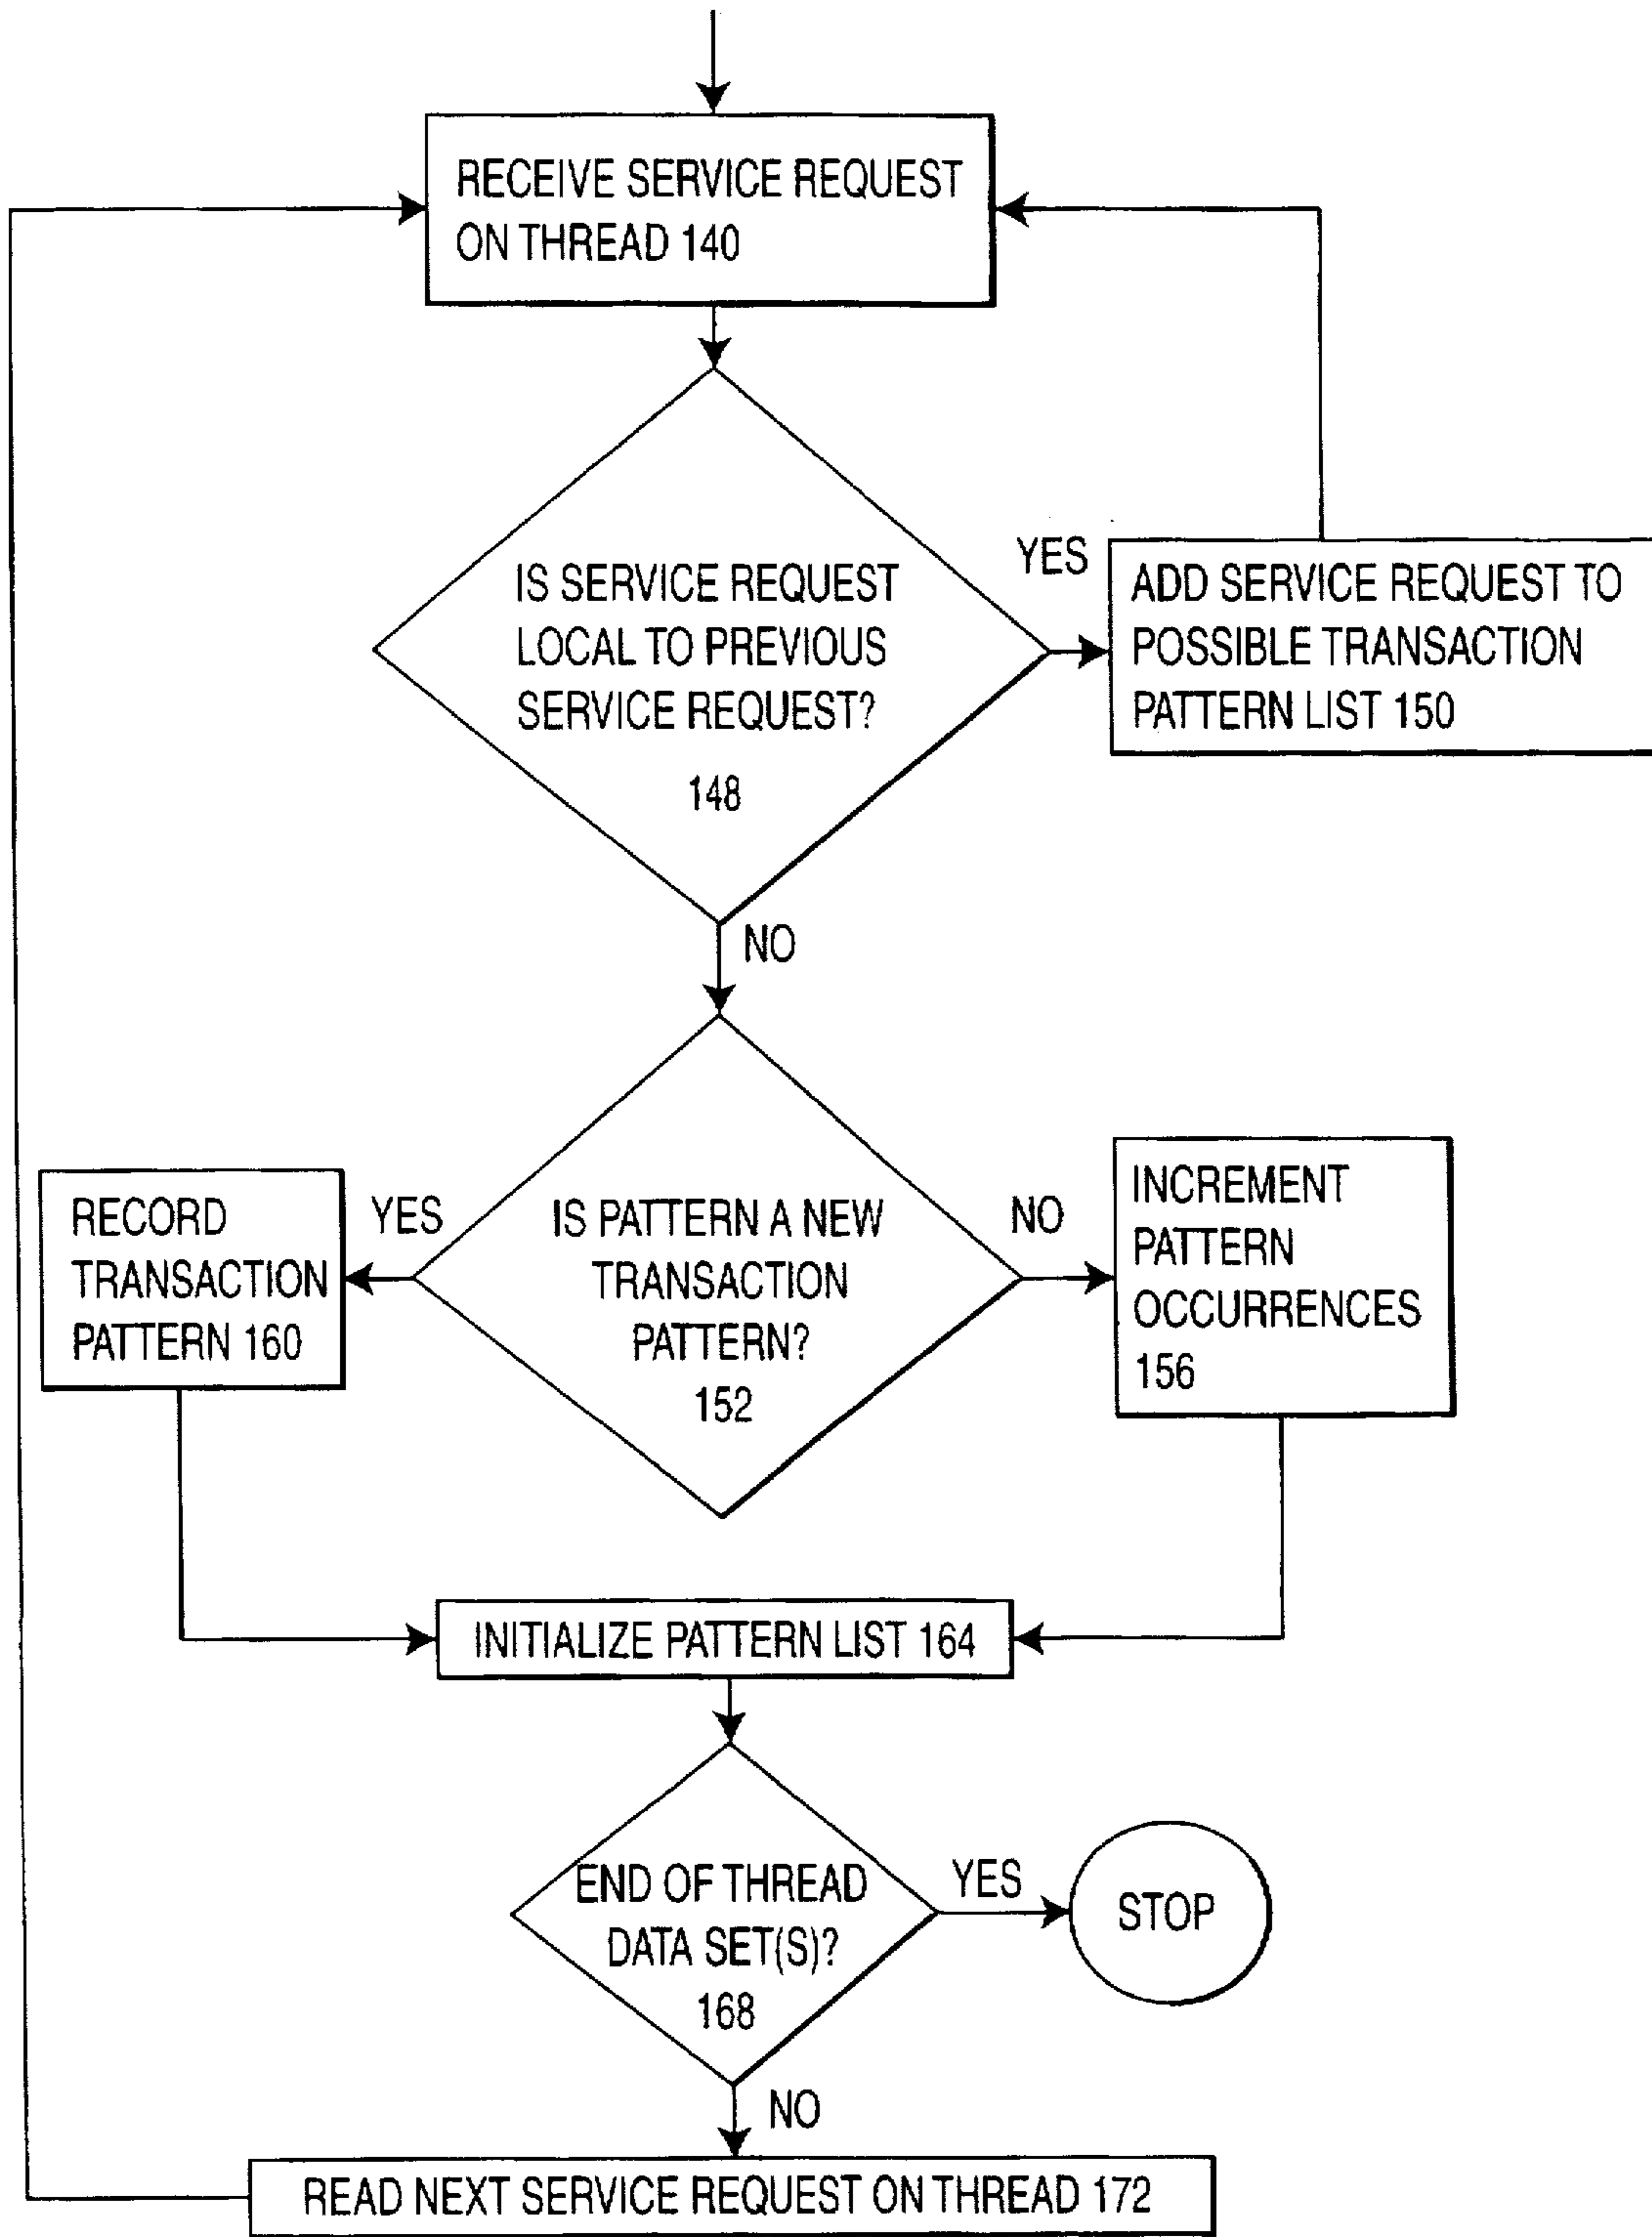 RECEIVE SERVICE REQUEST
ON THREAD 140
IS SERVICE REQUEST
LOCAL TO PREVIOUS
SERVICE REQUEST?
148
YES
ADD SERVICE REQUEST TO
POSSIBLE TRANSACTION
PATTERN LIST 150
NO
IS PATTERN A NEW
TRANSACTION
PATTERN?
152
YES
RECORD
TRANSACTION
PATTERN 160
NO
INCREMENT
PATTERN
OCCURRENCES
156
INITIALIZE PATTERN LIST 164
END OF THREAD
DATA SET(S)?
168
YES
STOP
NO
READ NEXT SERVICE REQUEST ON THREAD 172